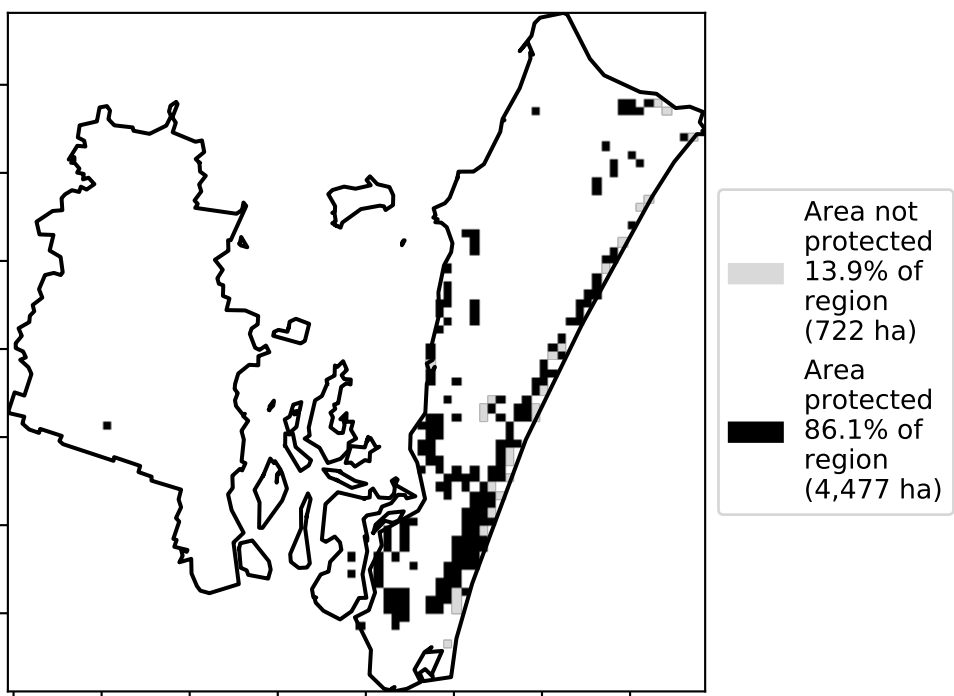 Area not
protected
13.9% of
region
(722 ha)
Area
protected
86.1% of
region
(4,477 ha)